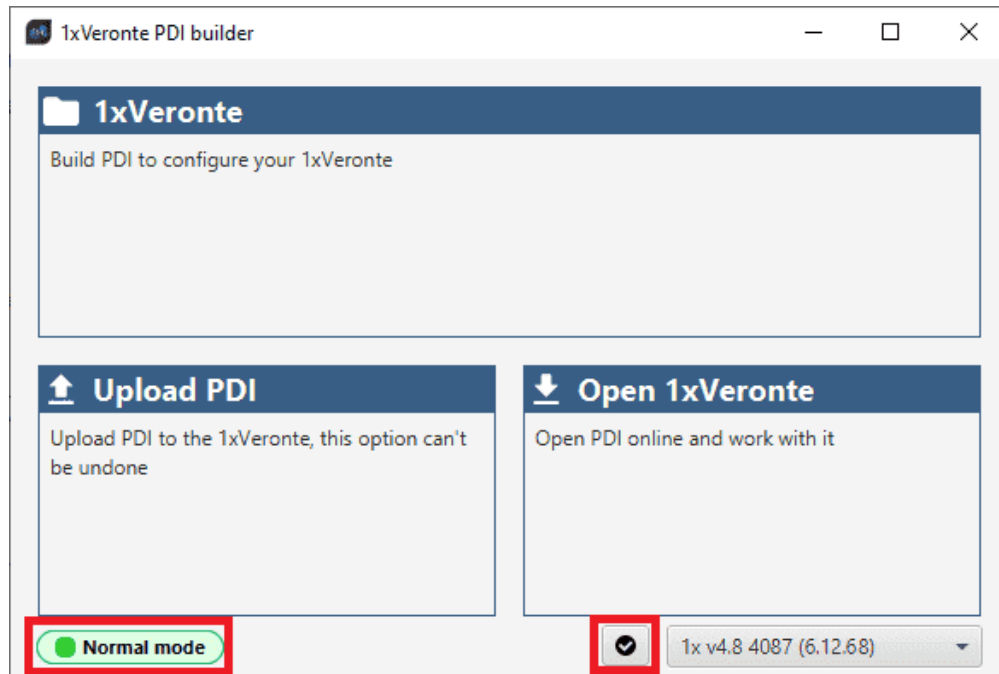 1xVeronte PDI builder
1xVeronte
Build PDI to configure your 1xVeronte
Upload PDI
Upload PDI to the 1xVeronte, this option can't
be undone
Open 1xVeronte
Open PDI online and work with it
Normal mode
1x v4.8 4087 (6.12.68)